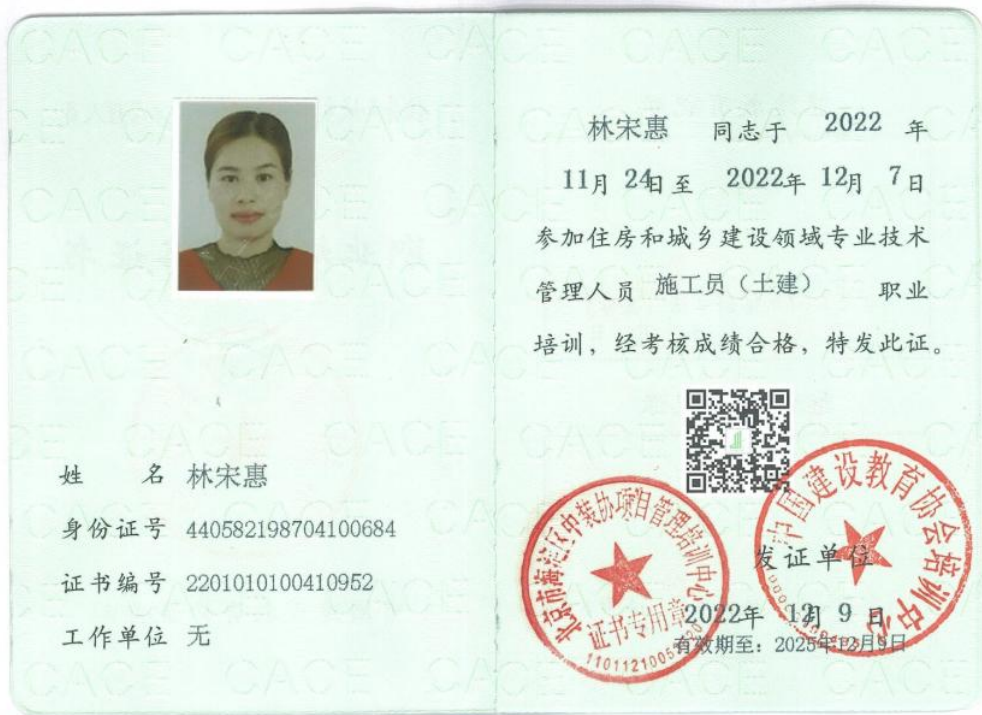 姓 名 林宋惠
身份证号 440582198704100684
证书编号 2201010100410952
工作单位 无
林宋惠 同志于 2022 年
11月 24日 至 2022年 12月 7日
参加住房和城乡建设领域专业技术
管理人员 施工员（土建） 职业
培训，经考核成绩合格，特发此证。
北京市海淀区中装协项目管理培训中心
证书专用章
中国建设教育协会培训中心
发证单位
2022年 12月 9 日
有效期至：2025年12月9日
CACE